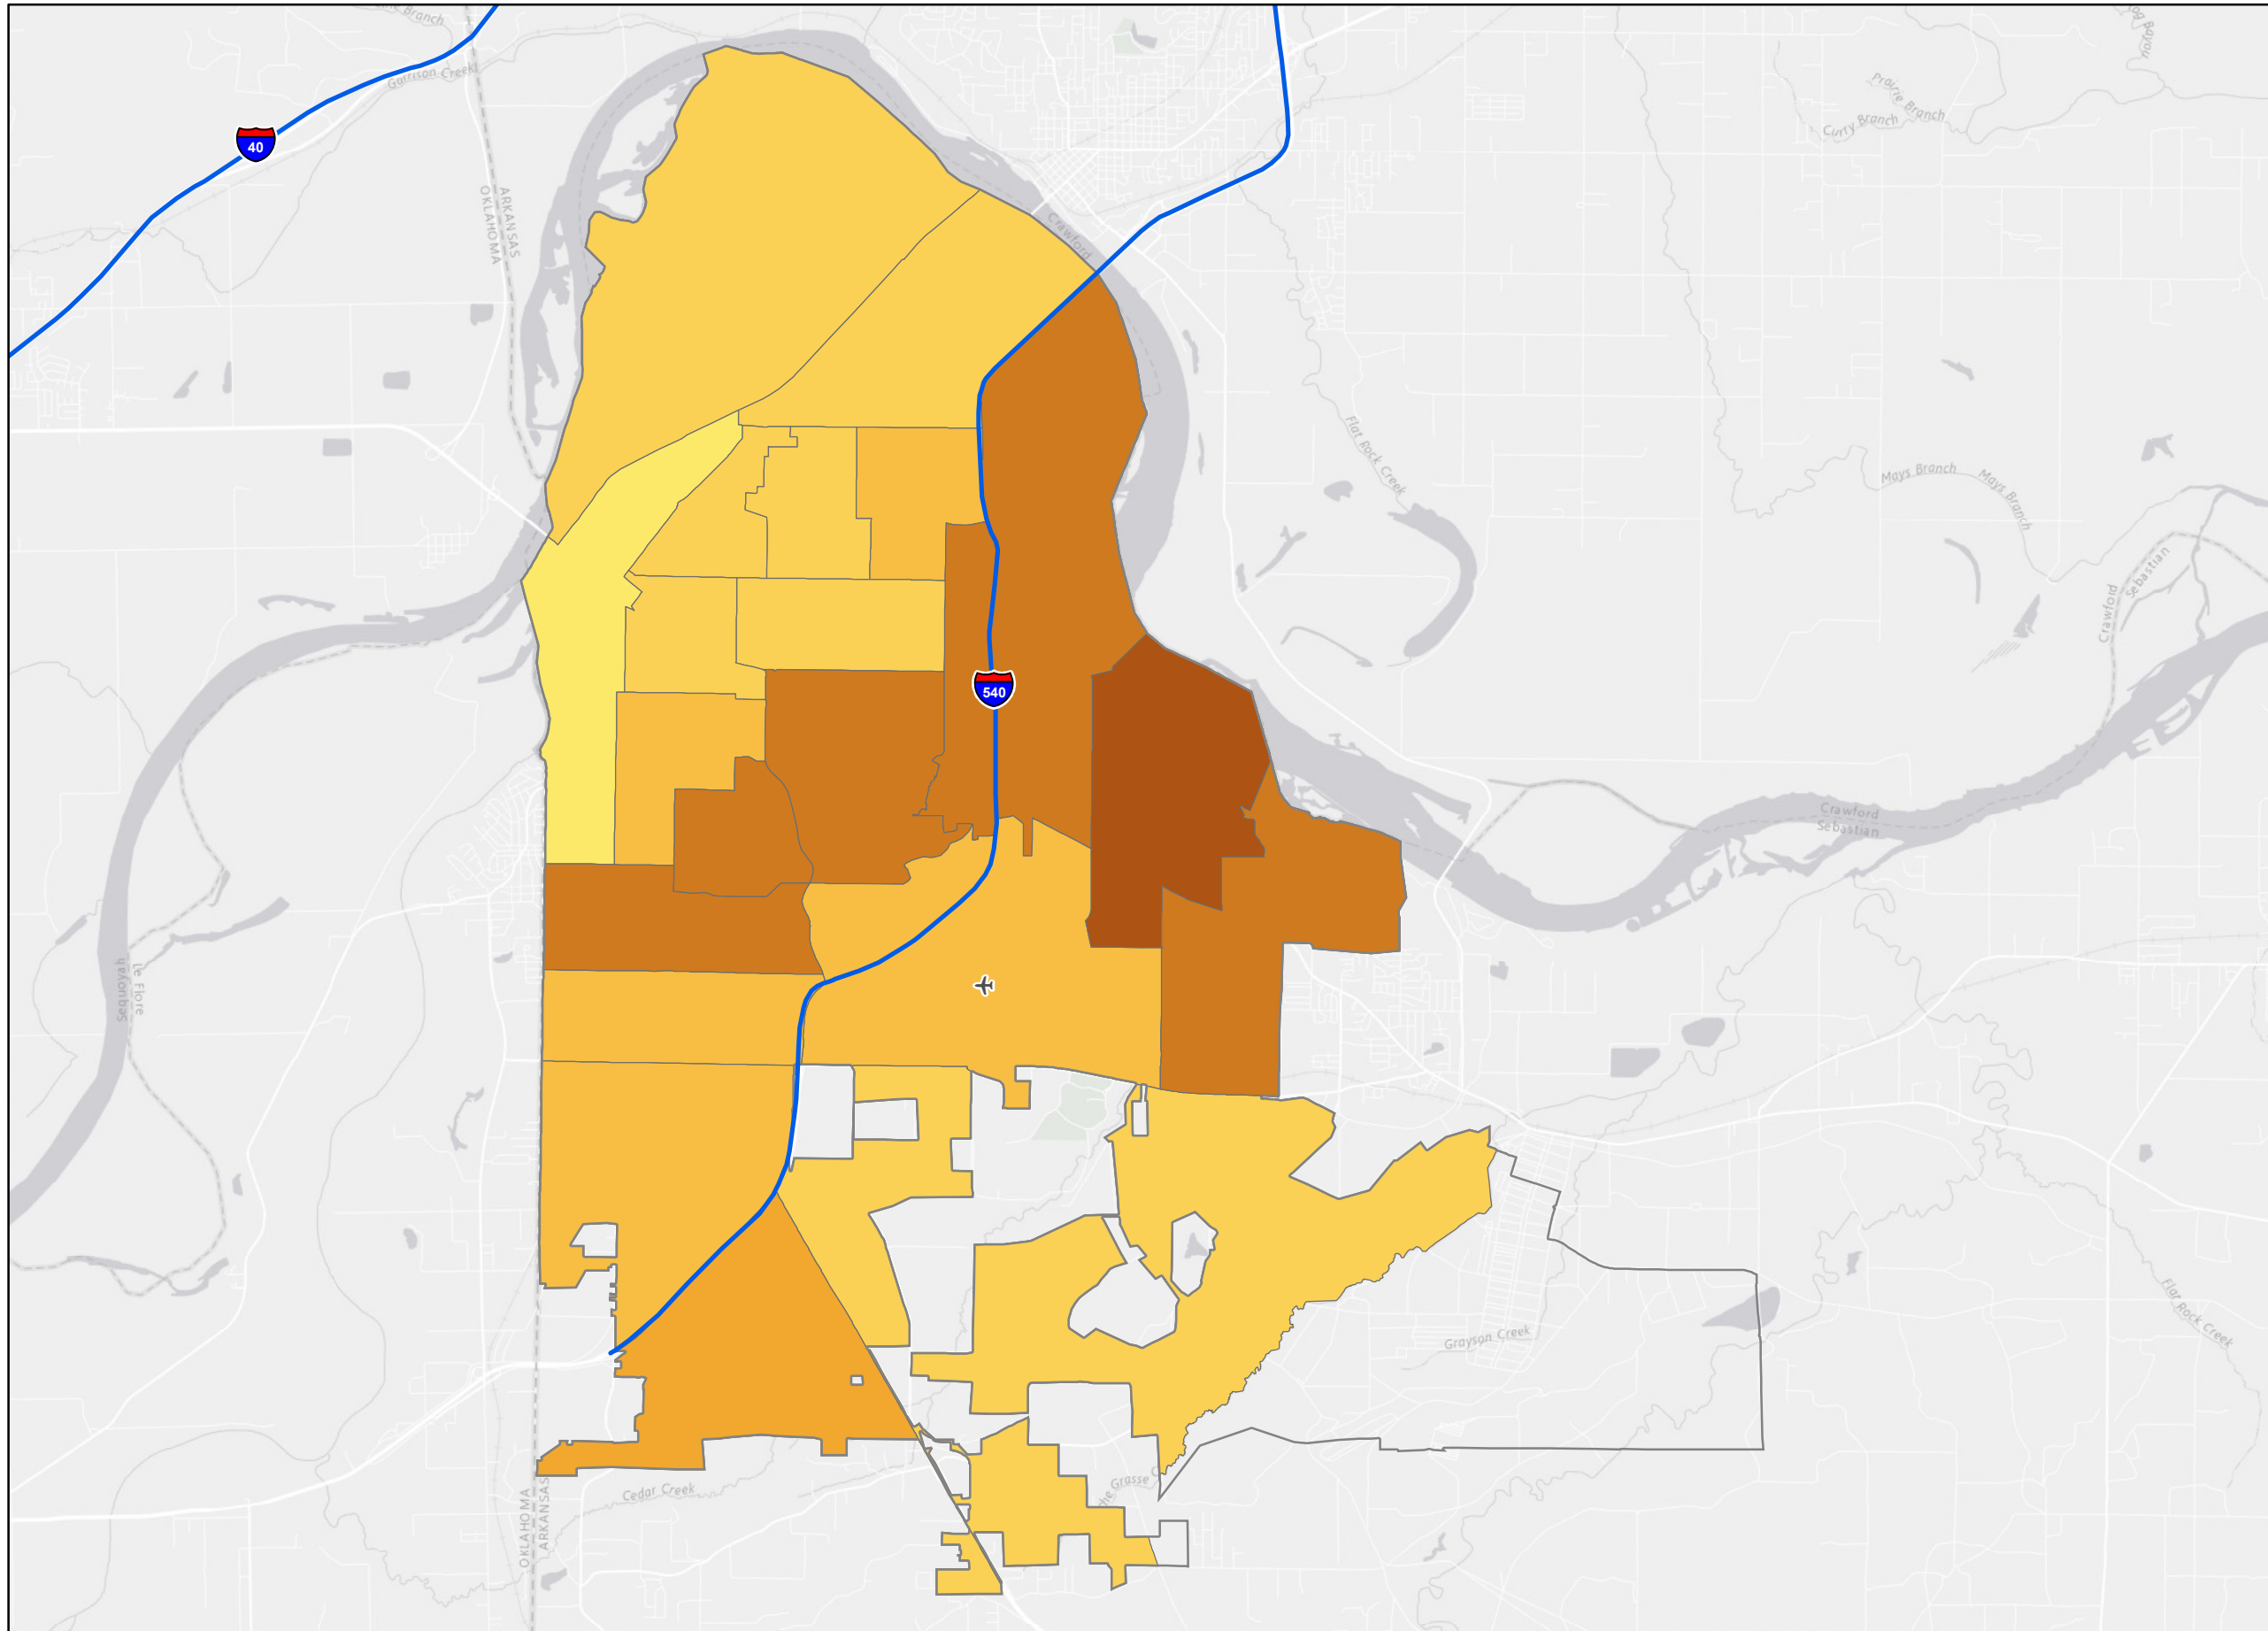 Garrison Creek
40
ARKANSAS
OKLAHOMA
Crawford
Prairie Branch
Curry Branch
Flat Rock Creek
Mays Branch
Mays Branch
Crawford
Sebastian
540
Crawford
Sebastian
Sequoyah
Le Flore
Flat Rock Creek
Grayson Creek
Cedar Creek
Grasse
OKLAHOMA
ARKANSAS